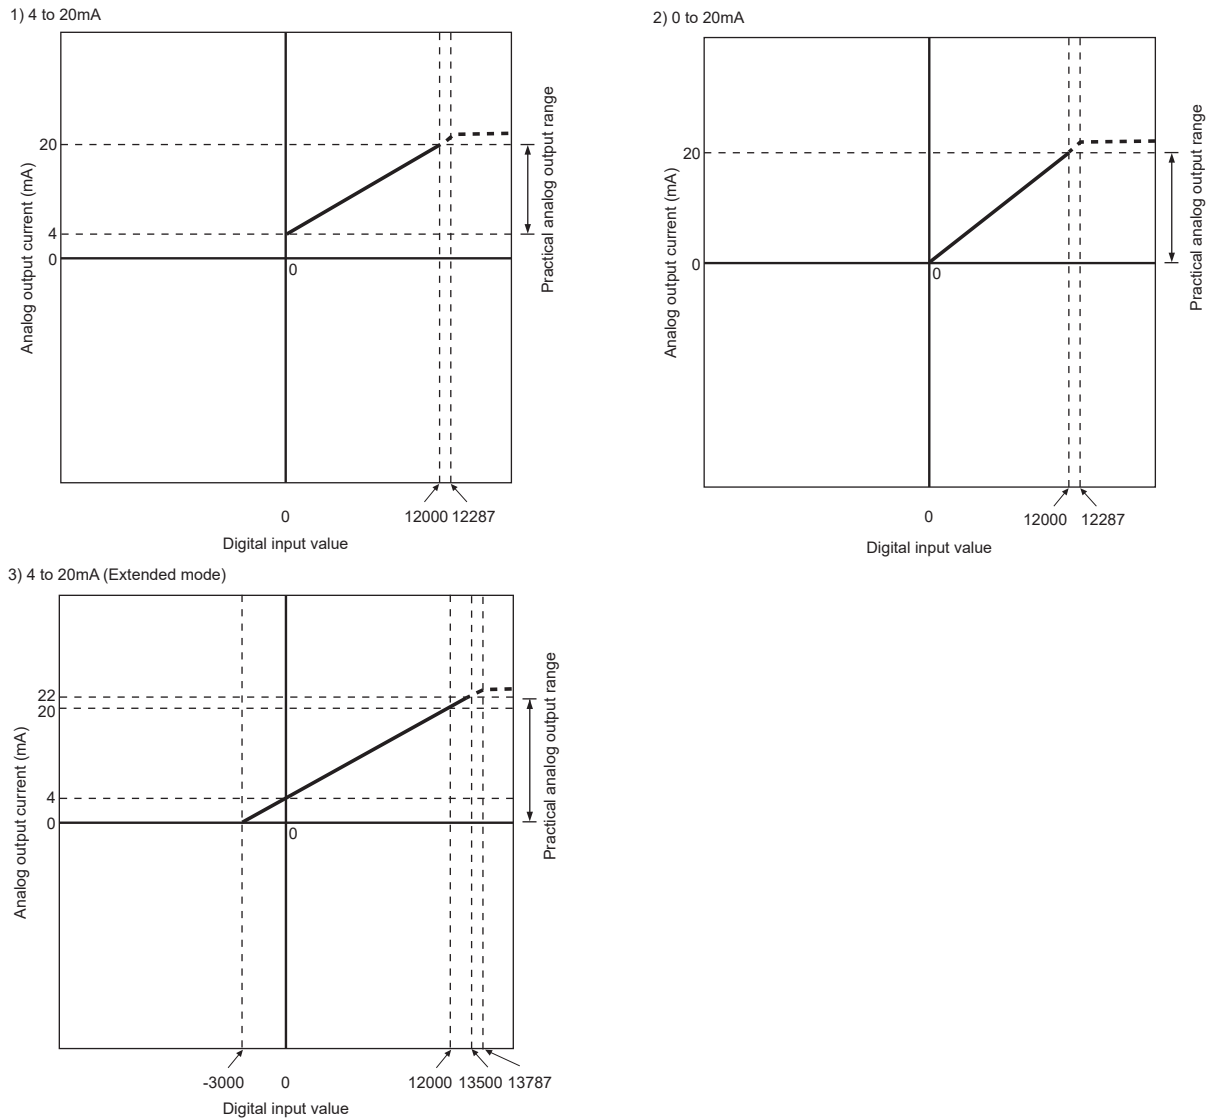 1) 4 to 20mA
Analog output current (mA)
20
4
0
0
Practical analog output range
0
12000 12287
Digital input value
2) 0 to 20mA
Analog output current (mA)
20
0
0
Practical analog output range
0
12000 12287
Digital input value
3) 4 to 20mA (Extended mode)
Analog output current (mA)
22
20
4
0
0
Practical analog output range
-3000 0 12000 13500 13787
Digital input value